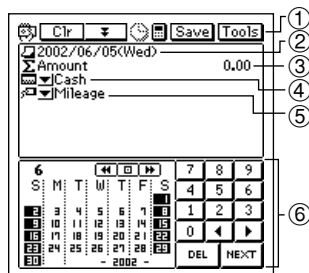 Clr Save Tools ①
2002/06/05(Wed) ②
ΣAmount 0.00 ③
Cash ④
Mileage ⑤
6 7 8 9
S M T W T F S 4 5 6
1
2 3 4 5 6 7 8 1 2 3
9 10 11 12 13 14 15 0
16 17 18 19 20 21 22
23 24 25 26 27 28 29 DEL NEXT
30 - 2002 -
⑥